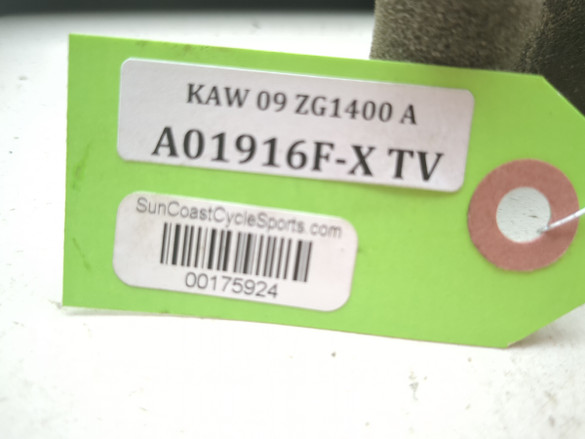 KAW 09 ZG1400 A
A01916F-X TV
SunCoastCycleSports.com
00175924